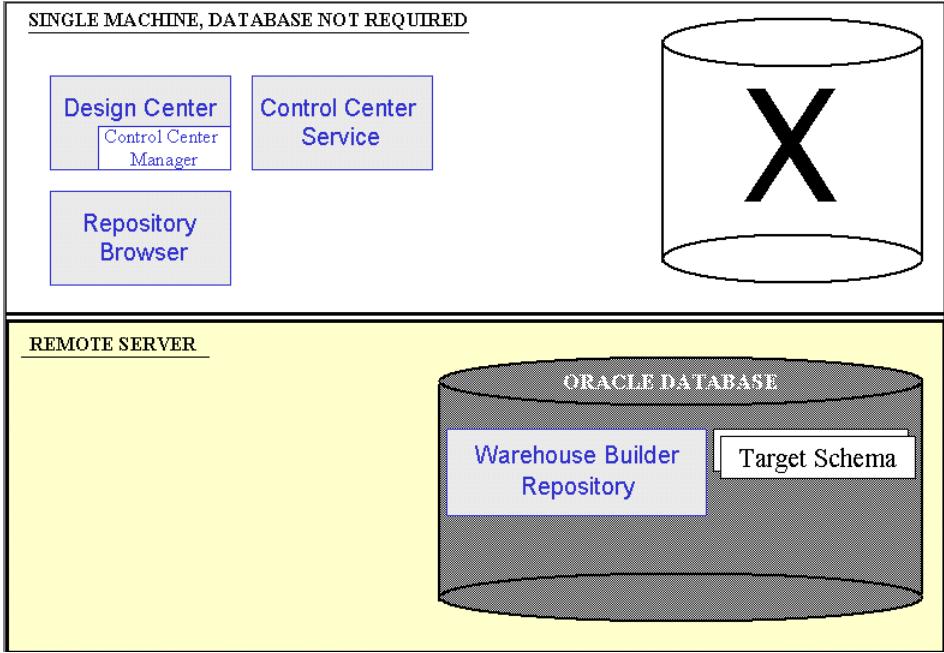 SINGLE MACHINE, DATABASE NOT REQUIRED
Design Center
Control Center
Manager
Control Center
Service
X
Repository
Browser
REMOTE SERVER
ORACLE DATABASE
Warehouse Builder
Repository
Target Schema